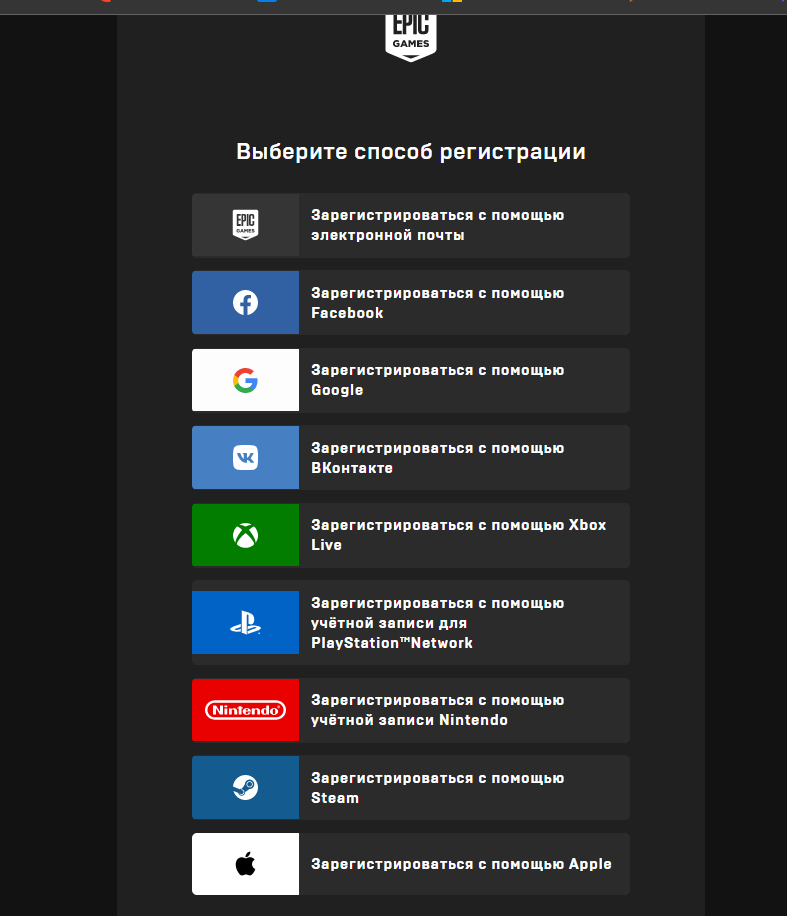 EPIC
GAMES
Выберите способ регистрации
EPIC
GAMES
Зарегистрироваться с помощью
электронной почты
Зарегистрироваться с помощью
Facebook
Зарегистрироваться с помощью
Google
Зарегистрироваться с помощью
ВКонтакте
Зарегистрироваться с помощью Xbox
Live
Зарегистрироваться с помощью
учётной записи для
PlayStation™Network
Nintendo®
Зарегистрироваться с помощью
учётной записи Nintendo
Зарегистрироваться с помощью
Steam
Зарегистрироваться с помощью Apple